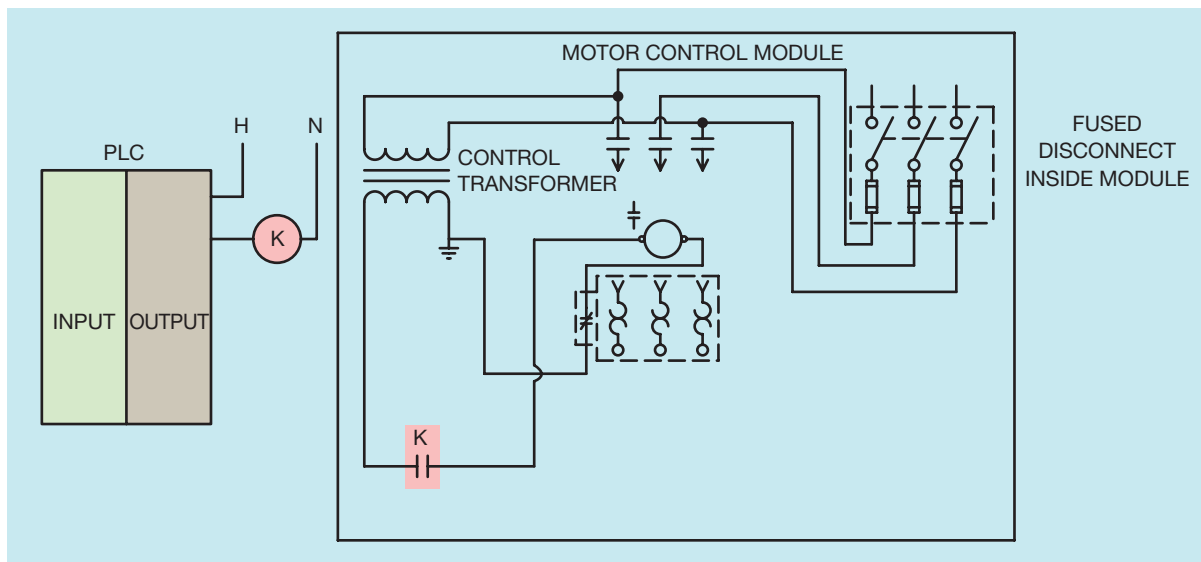 MOTOR CONTROL MODULE
H
N
PLC
INPUT
OUTPUT
K
CONTROL
TRANSFORMER
K
FUSED
DISCONNECT
INSIDE MODULE